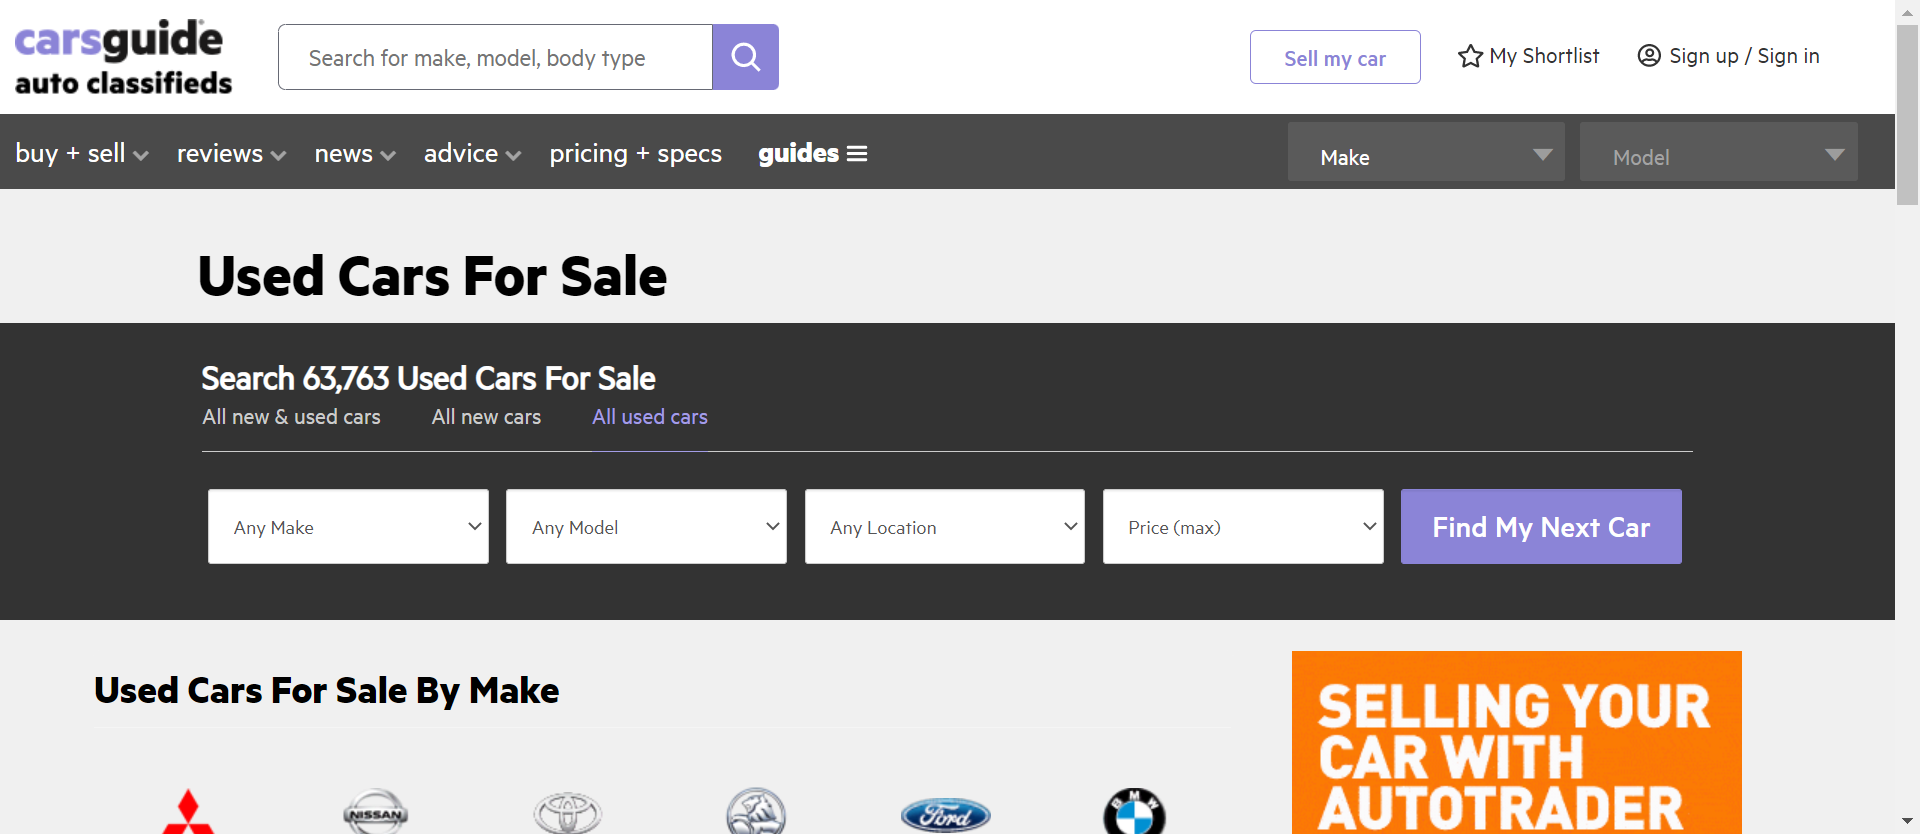 carsguide
auto classifieds
Search for make, model, body type
Sell my car
My Shortlist
Sign up / Sign in
buy + sell
reviews
news
advice
pricing + specs
guides
Make
Model
Used Cars For Sale
Search 63,763 Used Cars For Sale
All new & used cars
All new cars
All used cars
Any Make
Any Model
Any Location
Price (max)
Find My Next Car
Used Cars For Sale By Make
SELLING YOUR
CAR WITH
AUTOTRADER
NISSAN
Ford
BMW